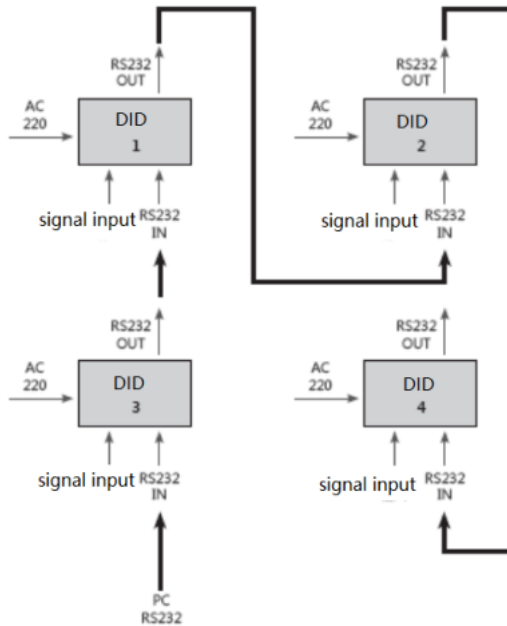 RS232
OUT
AC
220
DID
1
signal input
RS232
IN
RS232
OUT
AC
220
DID
2
signal input
RS232
IN
RS232
OUT
AC
220
DID
3
signal input
RS232
IN
PC
RS232
RS232
OUT
AC
220
DID
4
signal input
RS232
IN